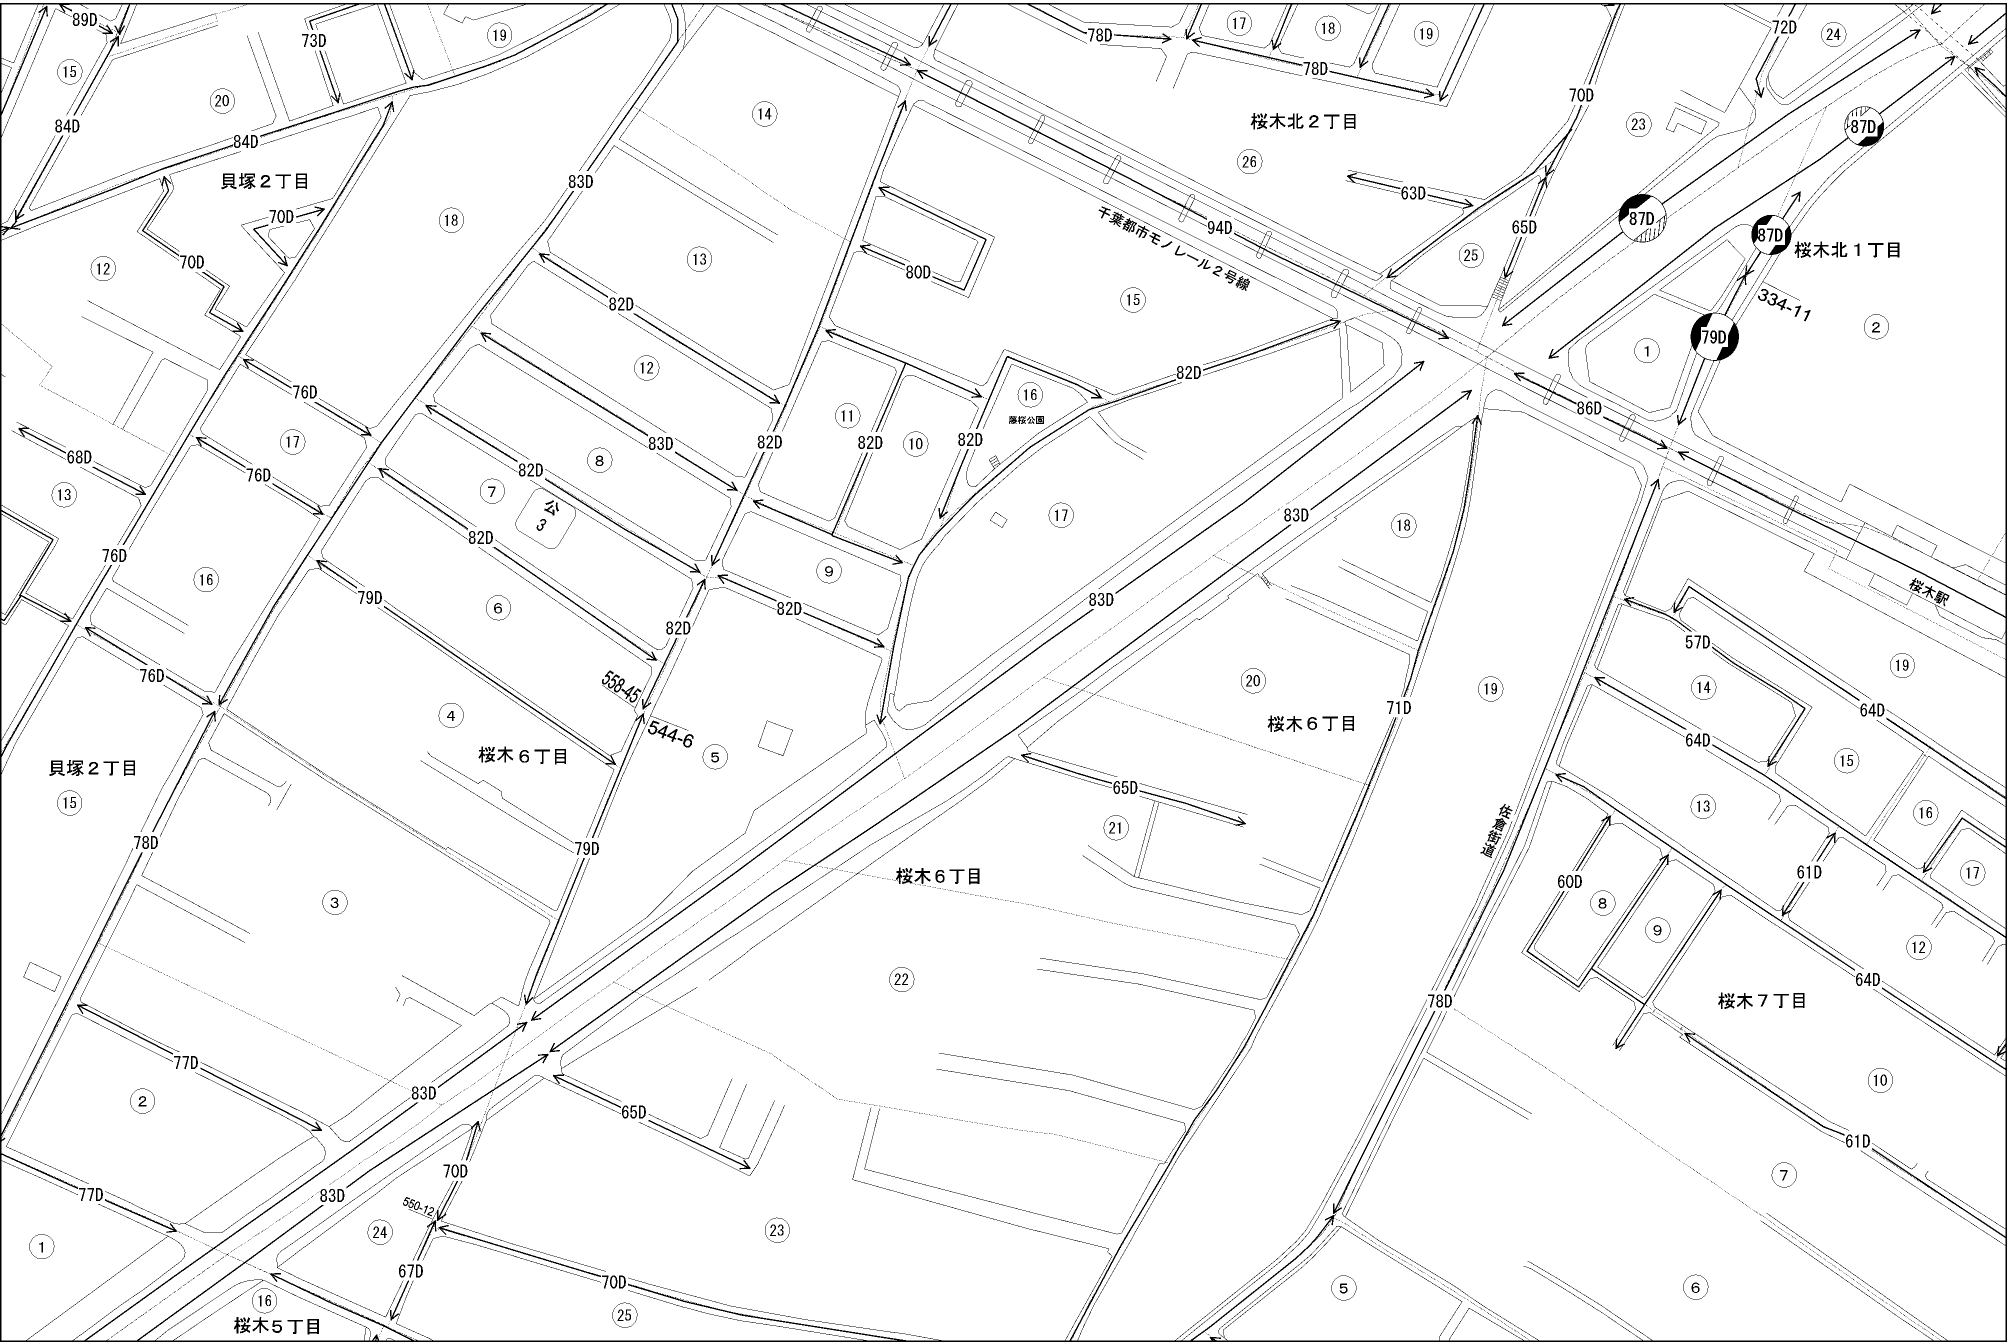 89D
73D
⑲
78D
⑰
⑱
⑲
72D
㉔
⑮
⑳
78D
⑭
70D
84D
84D
桜木北２丁目
㉓
87D
貝塚２丁目
㉖
83D
63D
70D
⑱
千葉都市モノレール２号線
94D
65D
87D
87D
桜木北１丁目
70D
⑫
⑬
80D
㉕
⑮
334-11
②
82D
79D
①
⑫
82D
76D
⑯
藤桜公園
86D
⑪
⑩
82D
82D
82D
83D
⑰
68D
76D
⑧
82D
⑦
公
3
⑬
82D
83D
⑰
⑱
76D
⑯
79D
⑥
⑨
82D
82D
83D
桜木駅
57D
558-45
544-6
76D
④
桜木６丁目
⑤
⑳
桜木６丁目
71D
⑲
⑭
⑲
64D
64D
貝塚２丁目
⑮
65D
⑮
⑬
⑯
78D
79D
㉑
佐倉街道
桜木６丁目
60D
61D
⑰
③
⑧
⑨
⑫
㉒
64D
78D
桜木７丁目
77D
②
83D
65D
⑩
61D
70D
⑦
77D
83D
550-12
㉔
㉓
①
67D
70D
⑤
⑥
⑯
㉕
桜木５丁目